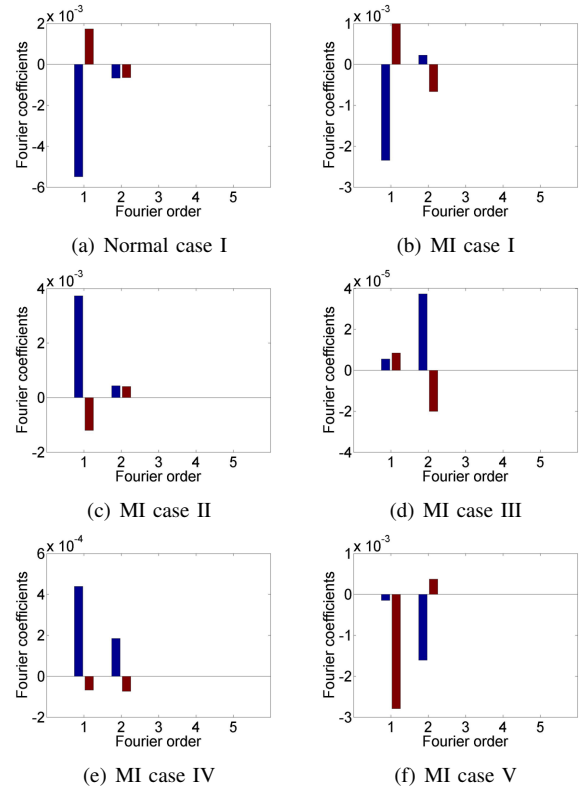 x 10^-3
2
0
-2
-4
-6
Fourier coefficients
1 2 3 4 5
Fourier order
(a) Normal case I
x 10^-3
1
0
-1
-2
-3
Fourier coefficients
1 2 3 4 5
Fourier order
(b) MI case I
x 10^-3
4
2
0
-2
Fourier coefficients
1 2 3 4 5
Fourier order
(c) MI case II
x 10^-5
4
2
0
-2
-4
Fourier coefficients
1 2 3 4 5
Fourier order
(d) MI case III
x 10^-4
6
4
2
0
-2
Fourier coefficients
1 2 3 4 5
Fourier order
(e) MI case IV
x 10^-3
1
0
-1
-2
-3
Fourier coefficients
1 2 3 4 5
Fourier order
(f) MI case V